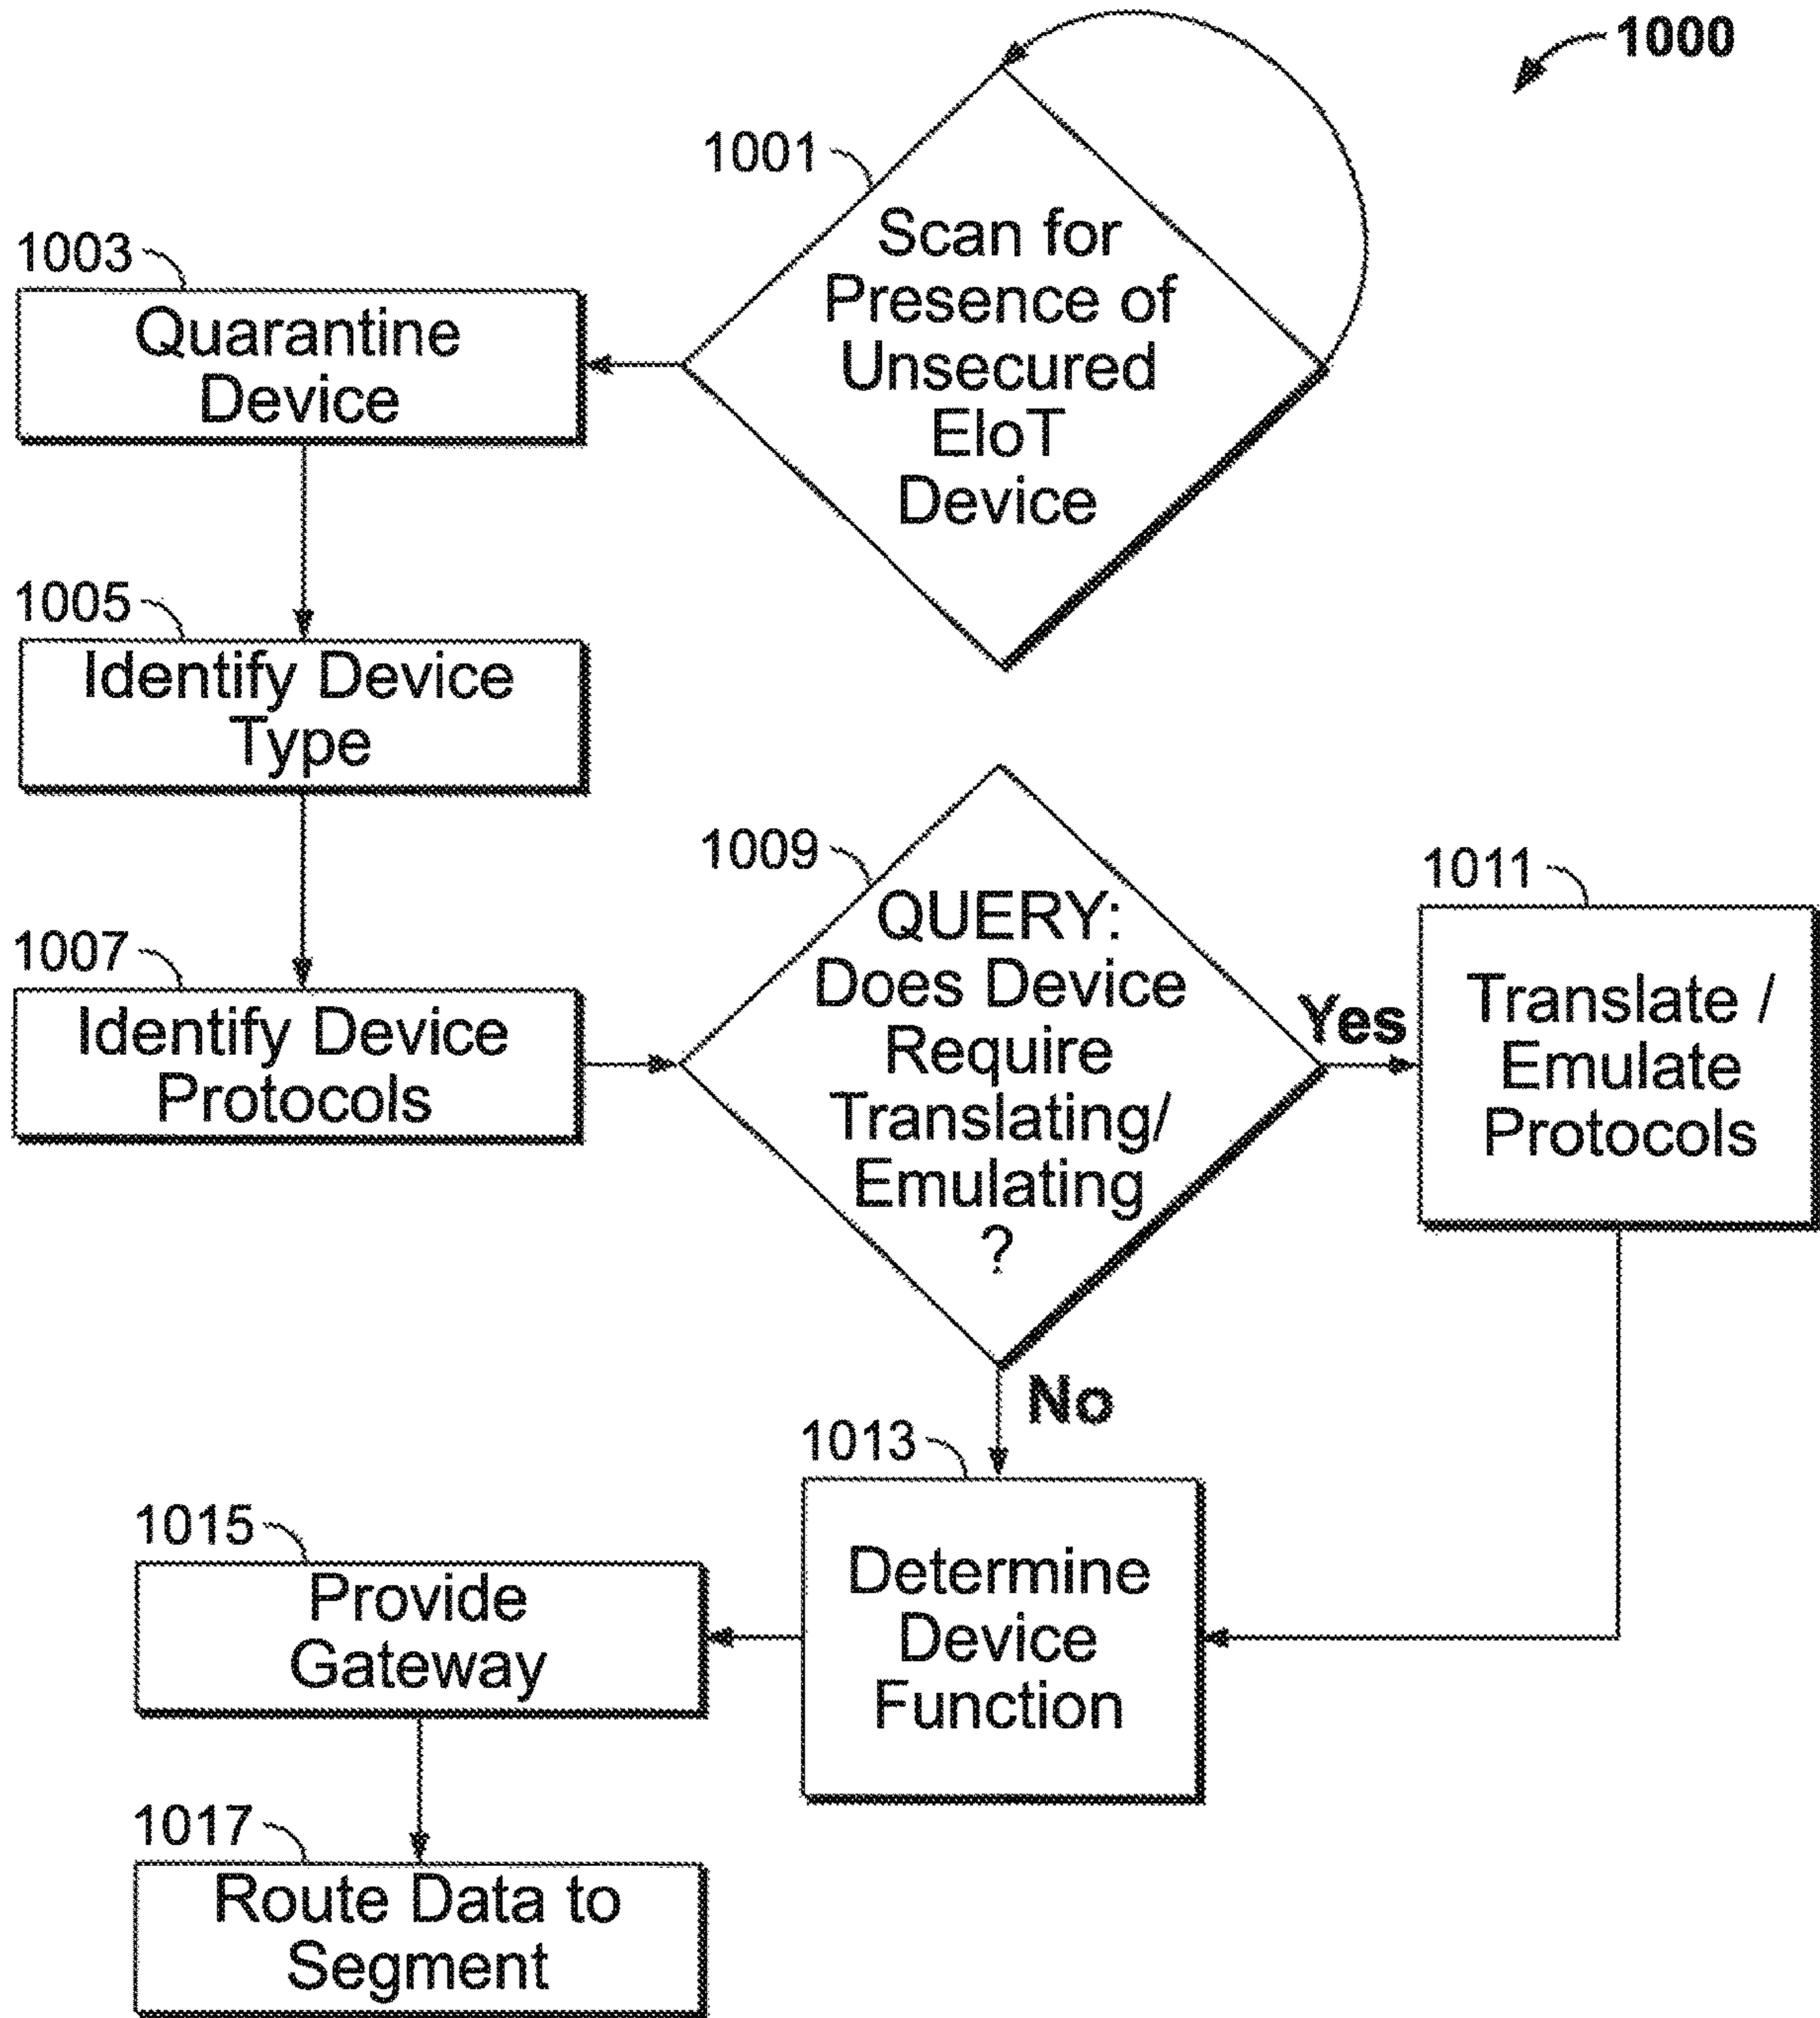 1000
1001
Scan for
Presence of
Unsecured
EIoT
Device
1003
Quarantine
Device
1005
Identify Device
Type
1007
Identify Device
Protocols
1009
QUERY:
Does Device
Require
Translating/
Emulating
?
Yes
No
1011
Translate /
Emulate
Protocols
1013
Determine
Device
Function
1015
Provide
Gateway
1017
Route Data to
Segment